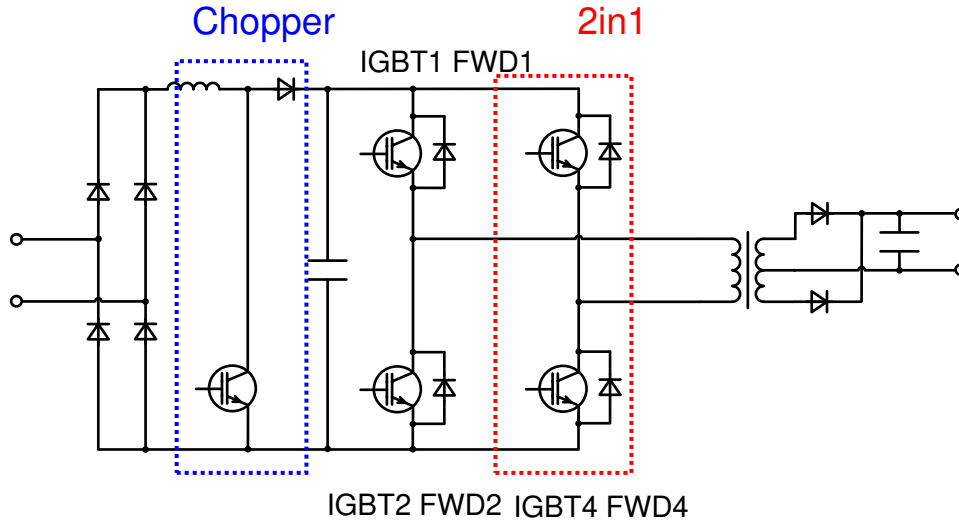 Chopper
2in1
IGBT1 FWD1
IGBT2 FWD2
IGBT4 FWD4